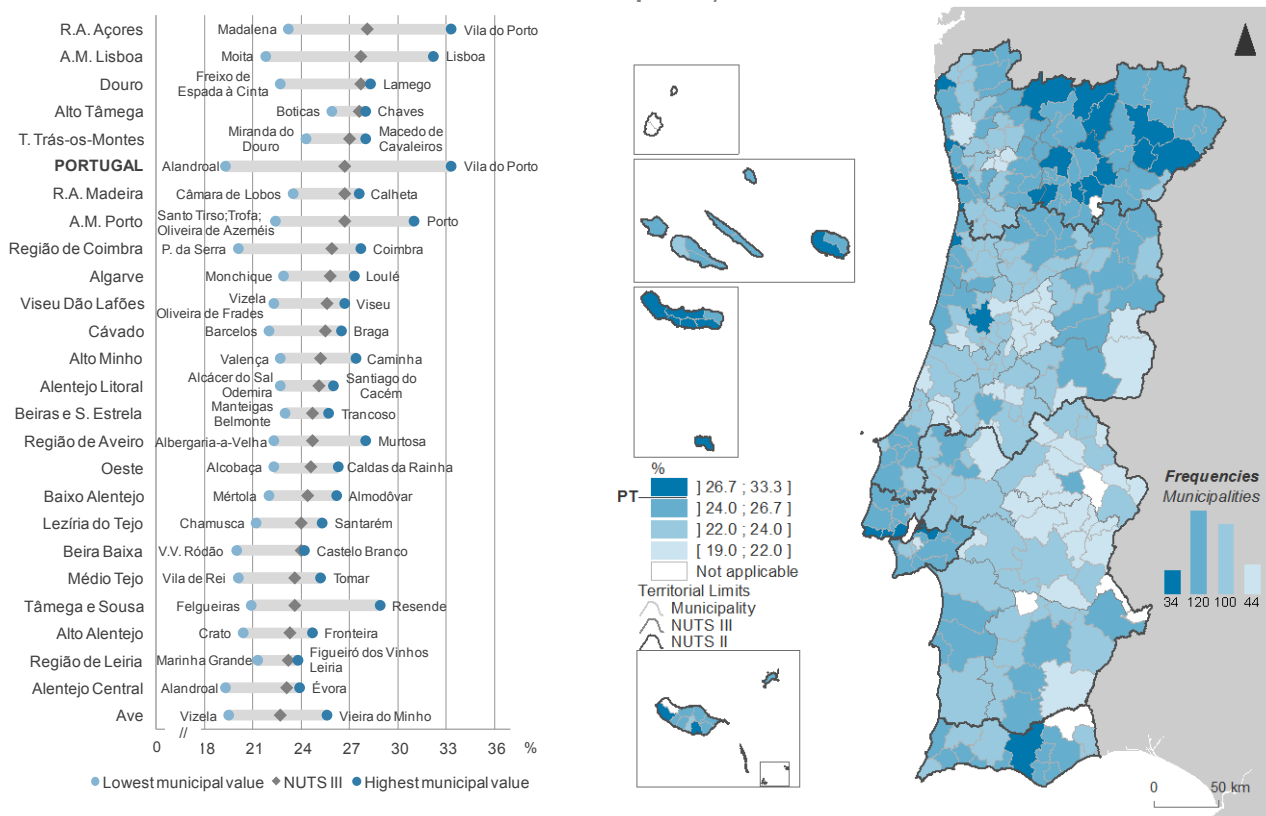 R.A. Açores
Madalena
Vila do Porto
A.M. Lisboa
Moita
Lisboa
Douro
Freixo de
Espada à Cinta
Lamego
Alto Tâmega
Boticas
Chaves
T. Trás-os-Montes
Miranda do
Douro
Macedo de
Cavaleiros
PORTUGAL
Alandroal
Vila do Porto
R.A. Madeira
Câmara de Lobos
Calheta
A.M. Porto
Santo Tirso;Trofa;
Oliveira de Azeméis
Porto
Região de Coimbra
P. da Serra
Coimbra
Algarve
Monchique
Loulé
Viseu Dão Lafões
Vizela
Oliveira de Frades
Viseu
Cávado
Barcelos
Braga
Alto Minho
Valença
Caminha
Alentejo Litoral
Alcácer do Sal
Odemira
Santiago do
Cacém
Beiras e S. Estrela
Manteigas
Belmonte
Trancoso
Região de Aveiro
Albergaria-a-Velha
Murtosa
Oeste
Alcobaça
Caldas da Rainha
Baixo Alentejo
Mértola
Almodôvar
Lezíria do Tejo
Chamusca
Santarém
Beira Baixa
V.V. Ródão
Castelo Branco
Médio Tejo
Vila de Rei
Tomar
Tâmega e Sousa
Felgueiras
Resende
Alto Alentejo
Crato
Fronteira
Região de Leiria
Marinha Grande
Figueiró dos Vinhos
Leiria
Alentejo Central
Alandroal
Évora
Ave
Vizela
Vieira do Minho
0 // 18 21 24 27 30 33 36 %
Lowest municipal value NUTS III Highest municipal value
%
PT
] 26.7 ; 33.3 ]
] 24.0 ; 26.7 ]
] 22.0 ; 24.0 ]
[ 19.0 ; 22.0 ]
Not applicable
Territorial Limits
Municipality
NUTS III
NUTS II
Frequencies
Municipalities
34 120 100 44
0 50 km